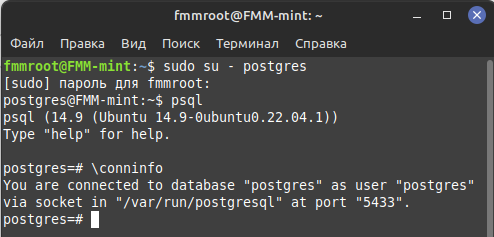 fmmroot@FMM-mint: ~
Файл Правка Вид Поиск Терминал Справка
fmmroot@FMM-mint:~$ sudo su - postgres
[sudo] пароль для fmmroot:
postgres@FMM-mint:~$ psql
psql (14.9 (Ubuntu 14.9-0ubuntu0.22.04.1))
Type "help" for help.
postgres=# \conninfo
You are connected to database "postgres" as user "postgres"
via socket in "/var/run/postgresql" at port "5433".
postgres=#